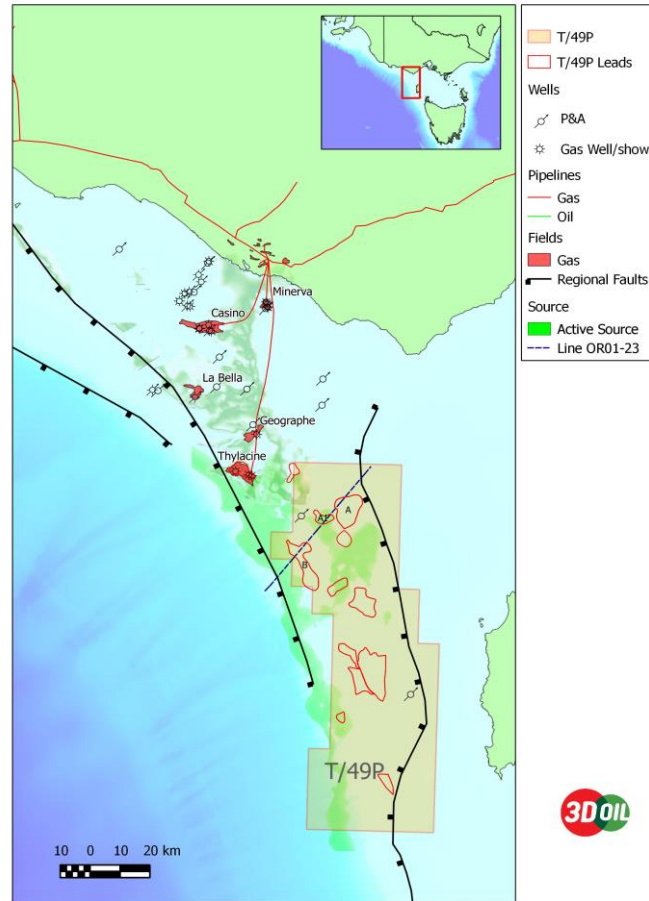 T/49P
T/49P Leads
Wells
P&A
Gas Well/show
Pipelines
Gas
Oil
Fields
Gas
Regional Faults
Source
Active Source
Line OR01-23
Minerva
Casino
La Bella
Geographe
Thylacine
A
A1
B
T/49P
10 0 10 20 km
3D OIL